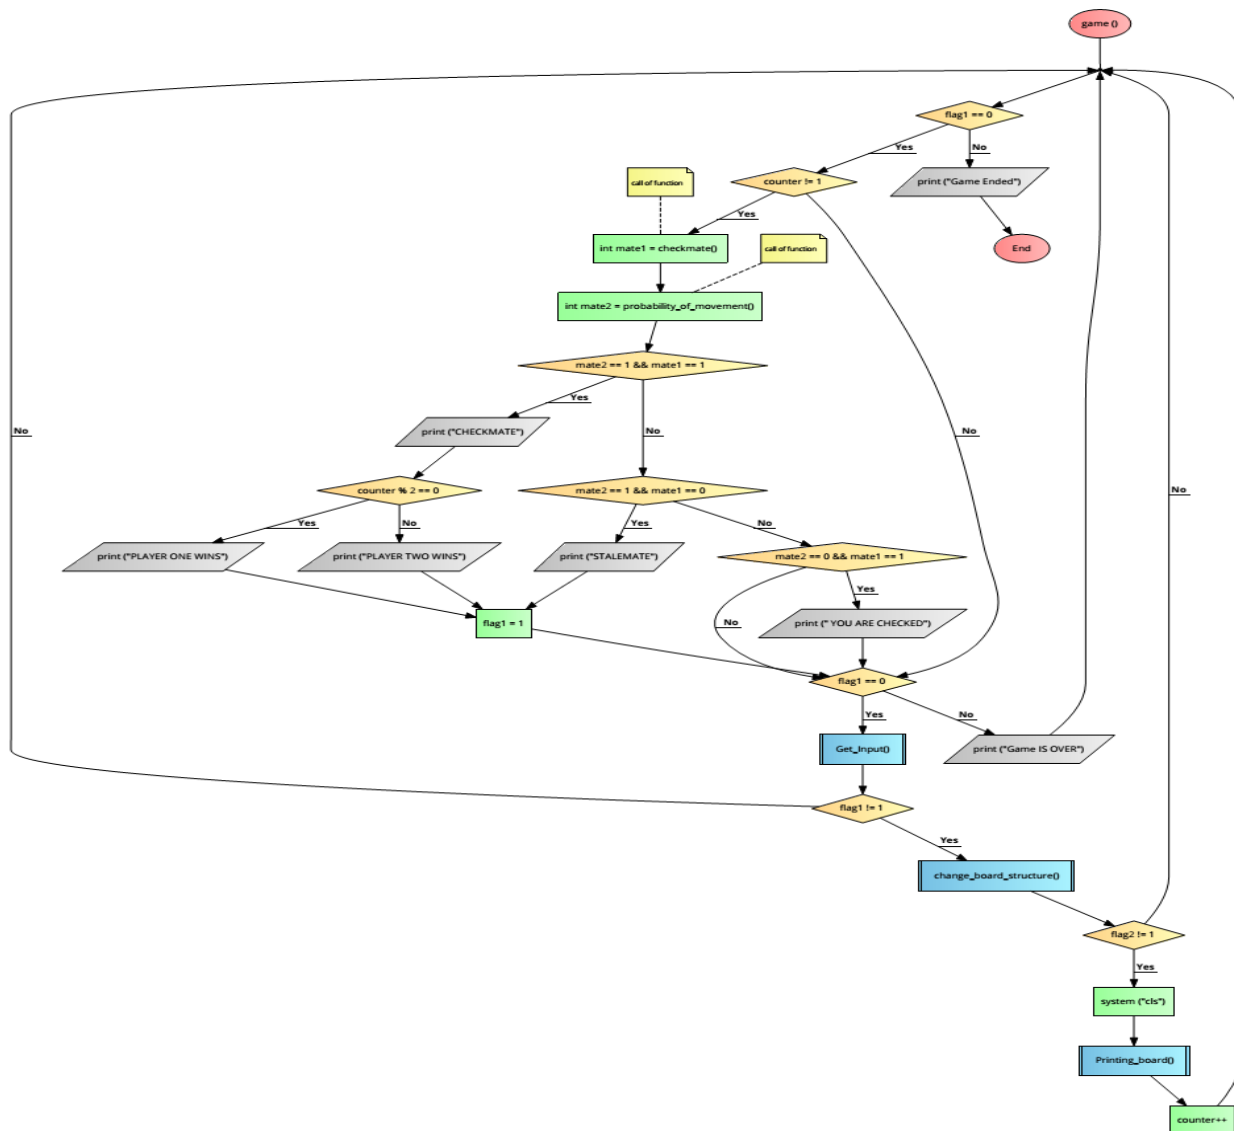 game ()
flag1 == 0
Yes
No
counter != 1
print ("Game Ended")
call of function
Yes
int mate1 = checkmate()
call of function
End
int mate2 = probability_of_movement()
mate2 == 1 && mate1 == 1
Yes
print ("CHECKMATE")
No
No
No
counter % 2 == 0
mate2 == 1 && mate1 == 0
No
Yes
No
Yes
No
print ("PLAYER ONE WINS")
print ("PLAYER TWO WINS")
print ("STALEMATE")
mate2 == 0 && mate1 == 1
Yes
flag1 = 1
No
print (" YOU ARE CHECKED")
flag1 == 0
Yes
No
Get_Input()
print ("Game IS OVER")
flag1 != 1
Yes
change_board_structure()
flag2 != 1
Yes
system ("cls")
Printing_board()
counter++